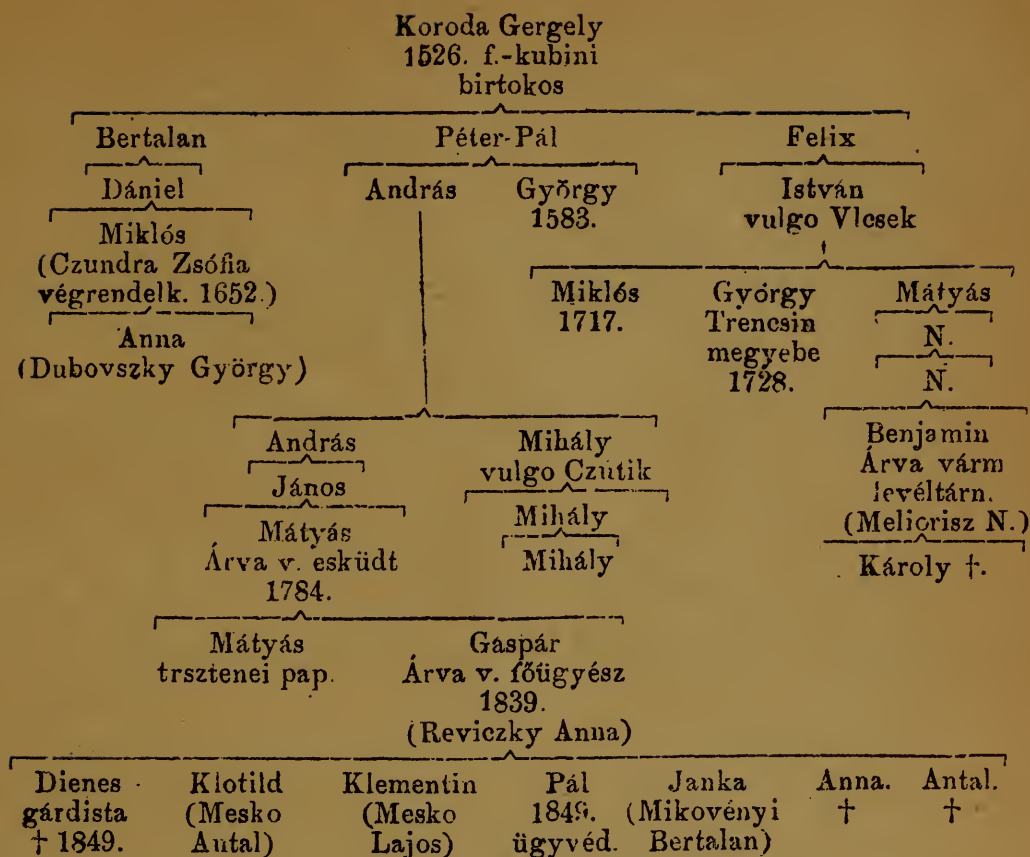 Koroda Gergely
1526. f.-kubini
birtokos
Bertalan Péter-Pál Felix
Dániel András György István
1583. vulgo Vlcsek
Miklós
(Czundra Zsófia
végrendelk. 1652.)
Miklós György Mátyás
1717. Trencsin N.
megyebe N.
1728.
Anna
(Dubovszky György)
András Mihály Benjamin
vulgo Czutik Árva várm
János Mihály levéltárn.
Mátyás Mihály (Meliorisz N.)
Árva v. esküdt Károly †.
1784.
Mátyás Gáspár
trsztenei pap. Árva v. főügyész
1839.
(Reviczky Anna)
Dienes Klotild Klementin Pál Janka Anna. Antal.
gárdista (Mesko (Mesko 1849. (Mikovényi † †
† 1849. Antal) Lajos) ügyvéd. Bertalan)